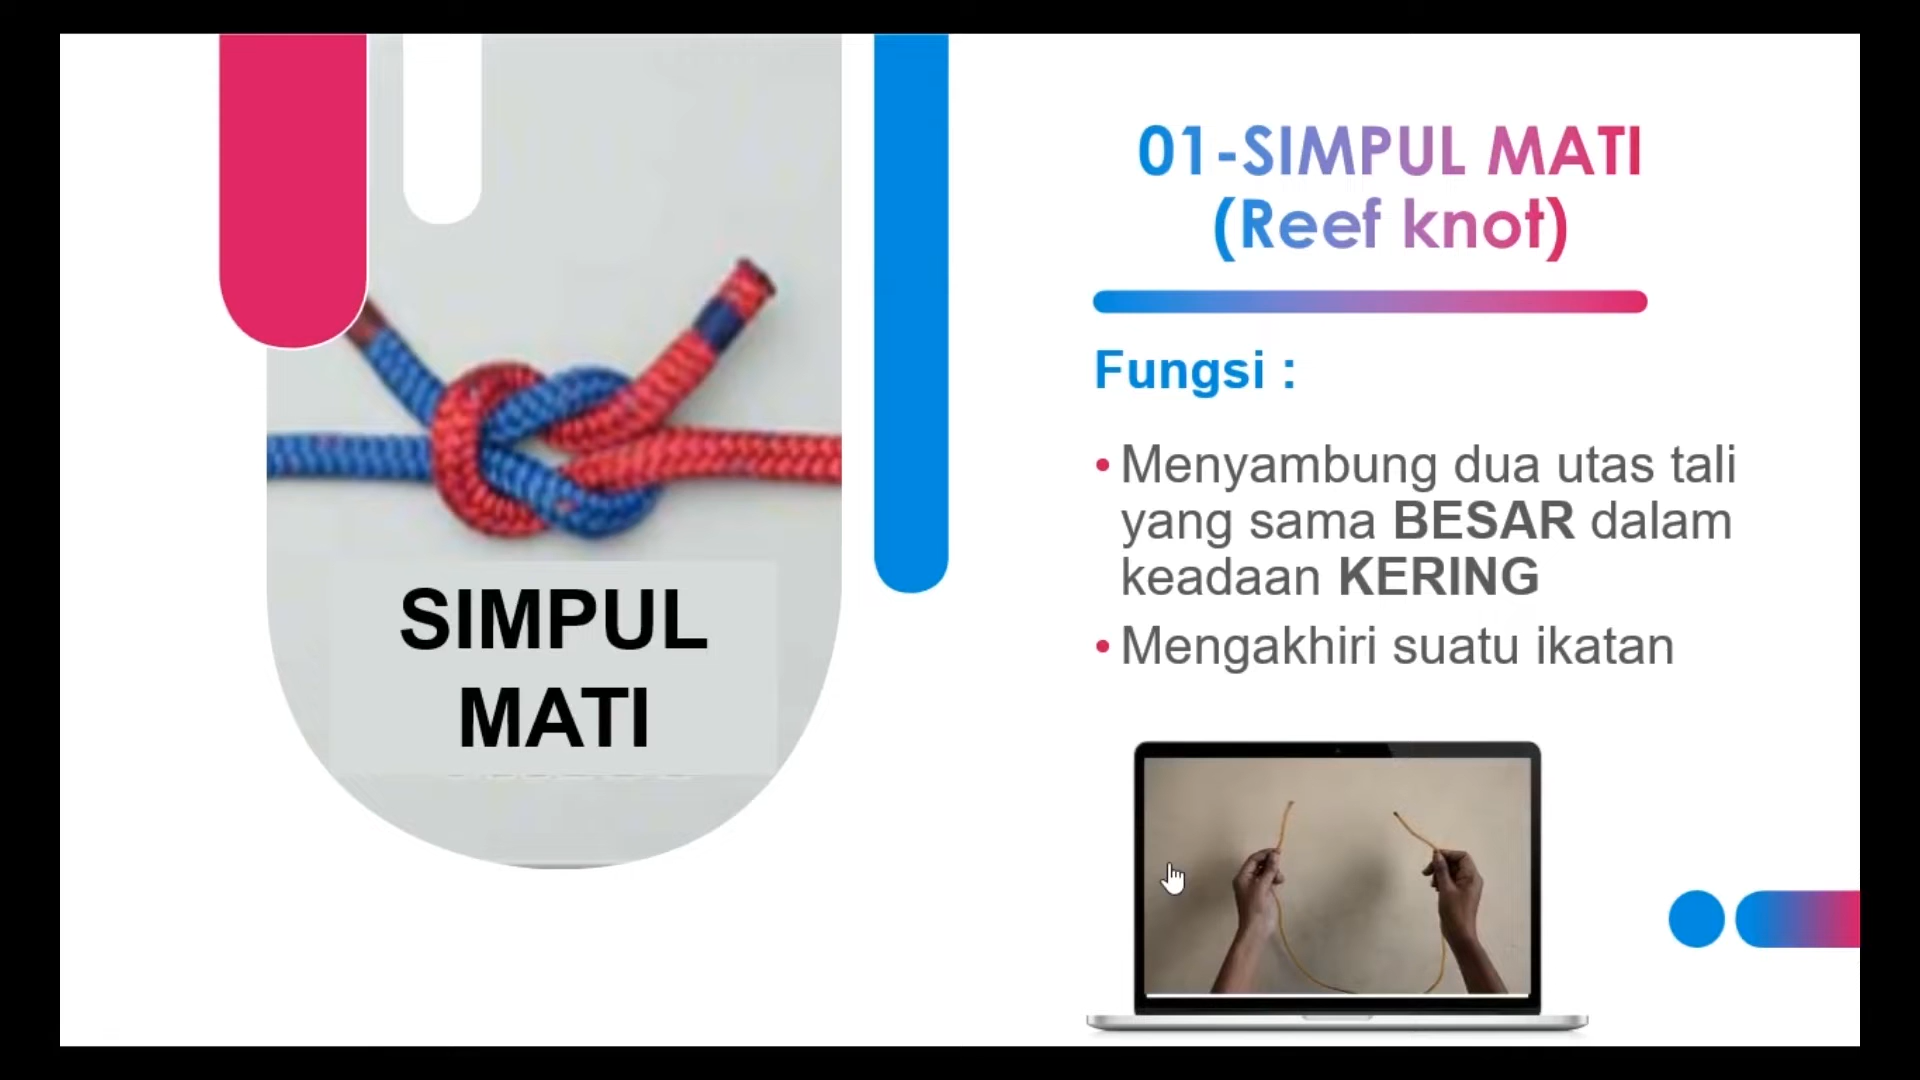 SIMPUL
MATI
01-SIMPUL MATI
(Reef knot)
Fungsi :
• Menyambung dua utas tali
yang sama BESAR dalam
keadaan KERING
• Mengakhiri suatu ikatan